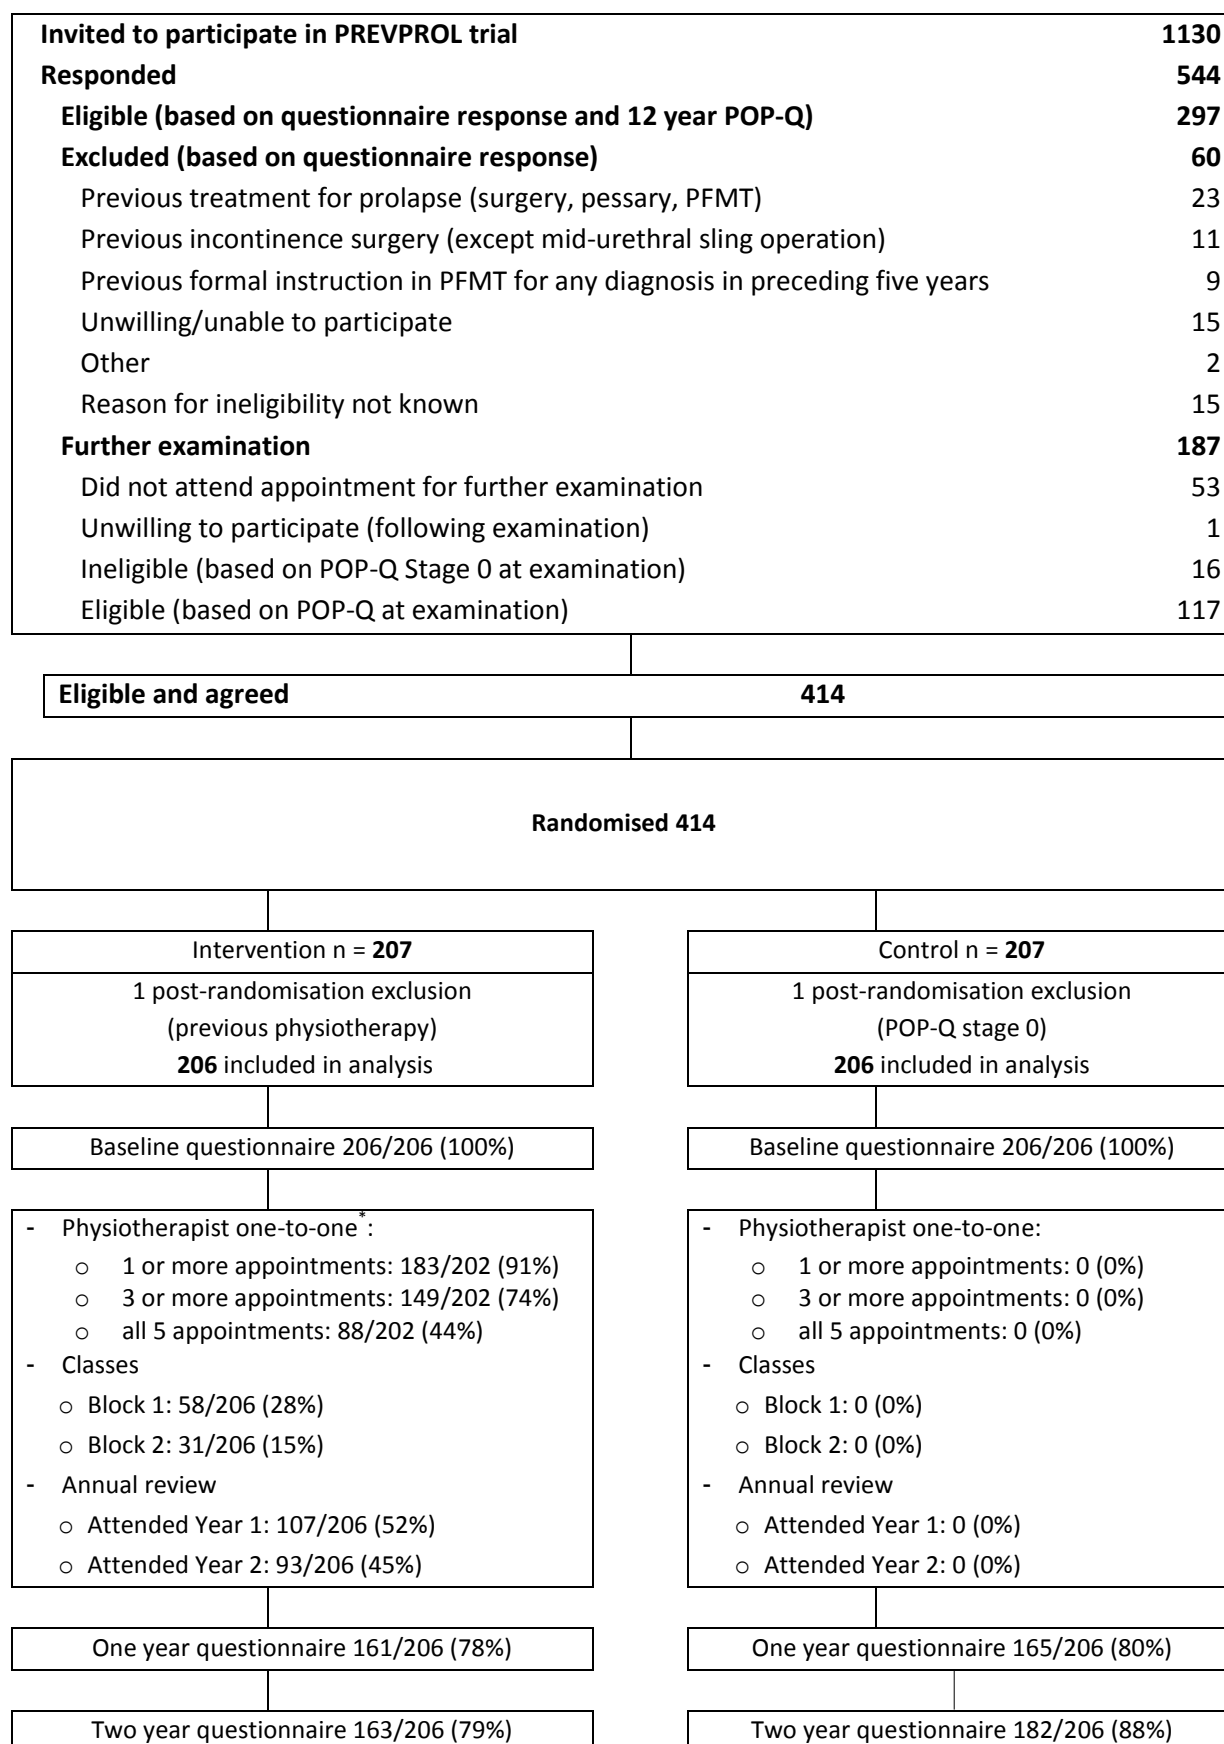 Invited to participate in PREVPROL trial 1130
Responded 544
Eligible (based on questionnaire response and 12 year POP-Q) 297
Excluded (based on questionnaire response) 60
Previous treatment for prolapse (surgery, pessary, PFMT) 23
Previous incontinence surgery (except mid-urethral sling operation) 11
Previous formal instruction in PFMT for any diagnosis in preceding five years 9
Unwilling/unable to participate 15
Other 2
Reason for ineligibility not known 15
Further examination 187
Did not attend appointment for further examination 53
Unwilling to participate (following examination) 1
Ineligible (based on POP-Q Stage 0 at examination) 16
Eligible (based on POP-Q at examination) 117
Eligible and agreed 414
Randomised 414
Intervention n = 207
1 post-randomisation exclusion
(previous physiotherapy)
206 included in analysis
Baseline questionnaire 206/206 (100%)
- Physiotherapist one-to-one*:
o 1 or more appointments: 183/202 (91%)
o 3 or more appointments: 149/202 (74%)
o all 5 appointments: 88/202 (44%)
- Classes
o Block 1: 58/206 (28%)
o Block 2: 31/206 (15%)
- Annual review
o Attended Year 1: 107/206 (52%)
o Attended Year 2: 93/206 (45%)
One year questionnaire 161/206 (78%)
Two year questionnaire 163/206 (79%)
Control n = 207
1 post-randomisation exclusion
(POP-Q stage 0)
206 included in analysis
Baseline questionnaire 206/206 (100%)
- Physiotherapist one-to-one:
o 1 or more appointments: 0 (0%)
o 3 or more appointments: 0 (0%)
o all 5 appointments: 0 (0%)
- Classes
o Block 1: 0 (0%)
o Block 2: 0 (0%)
- Annual review
o Attended Year 1: 0 (0%)
o Attended Year 2: 0 (0%)
One year questionnaire 165/206 (80%)
Two year questionnaire 182/206 (88%)